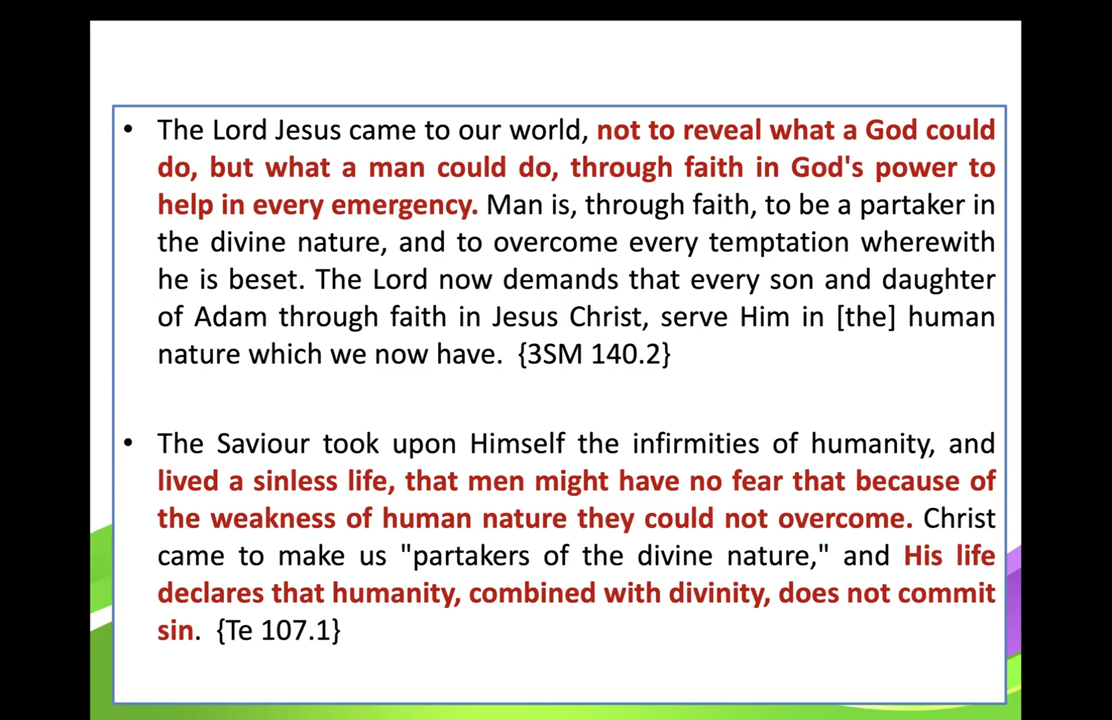 • The Lord Jesus came to our world, not to reveal what a God could
do, but what a man could do, through faith in God's power to
help in every emergency. Man is, through faith, to be a partaker in
the divine nature, and to overcome every temptation wherewith
he is beset. The Lord now demands that every son and daughter
of Adam through faith in Jesus Christ, serve Him in [the] human
nature which we now have. {3SM 140.2}
• The Saviour took upon Himself the infirmities of humanity, and
lived a sinless life, that men might have no fear that because of
the weakness of human nature they could not overcome. Christ
came to make us "partakers of the divine nature," and His life
declares that humanity, combined with divinity, does not commit
sin. {Te 107.1}